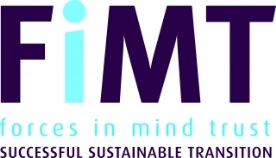 FiMT
forces in mind trust
SUCCESSFUL SUSTAINABLE TRANSITION